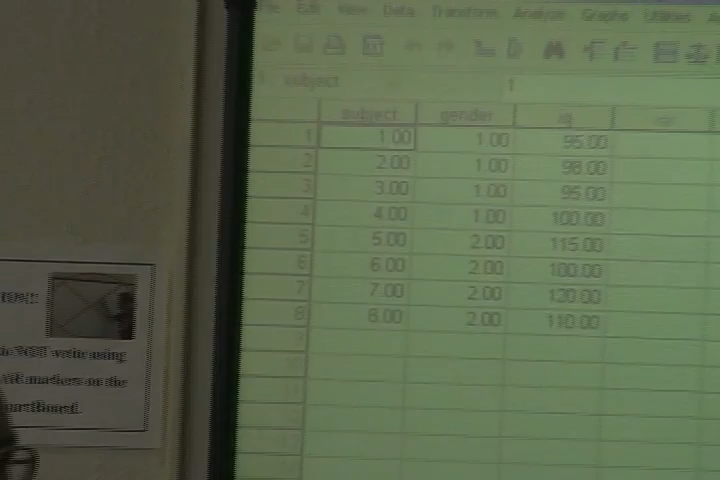 File Edit View Data Transform Analyze Graphs Utilities
1 : subject 1
subject gender iq var
1 1.00 1.00 95.00
2 2.00 1.00 98.00
3 3.00 1.00 95.00
4 4.00 1.00 100.00
5 5.00 2.00 115.00
6 6.00 2.00 100.00
7 7.00 2.00 120.00
8 8.00 2.00 110.00
NOT write using
markers on the